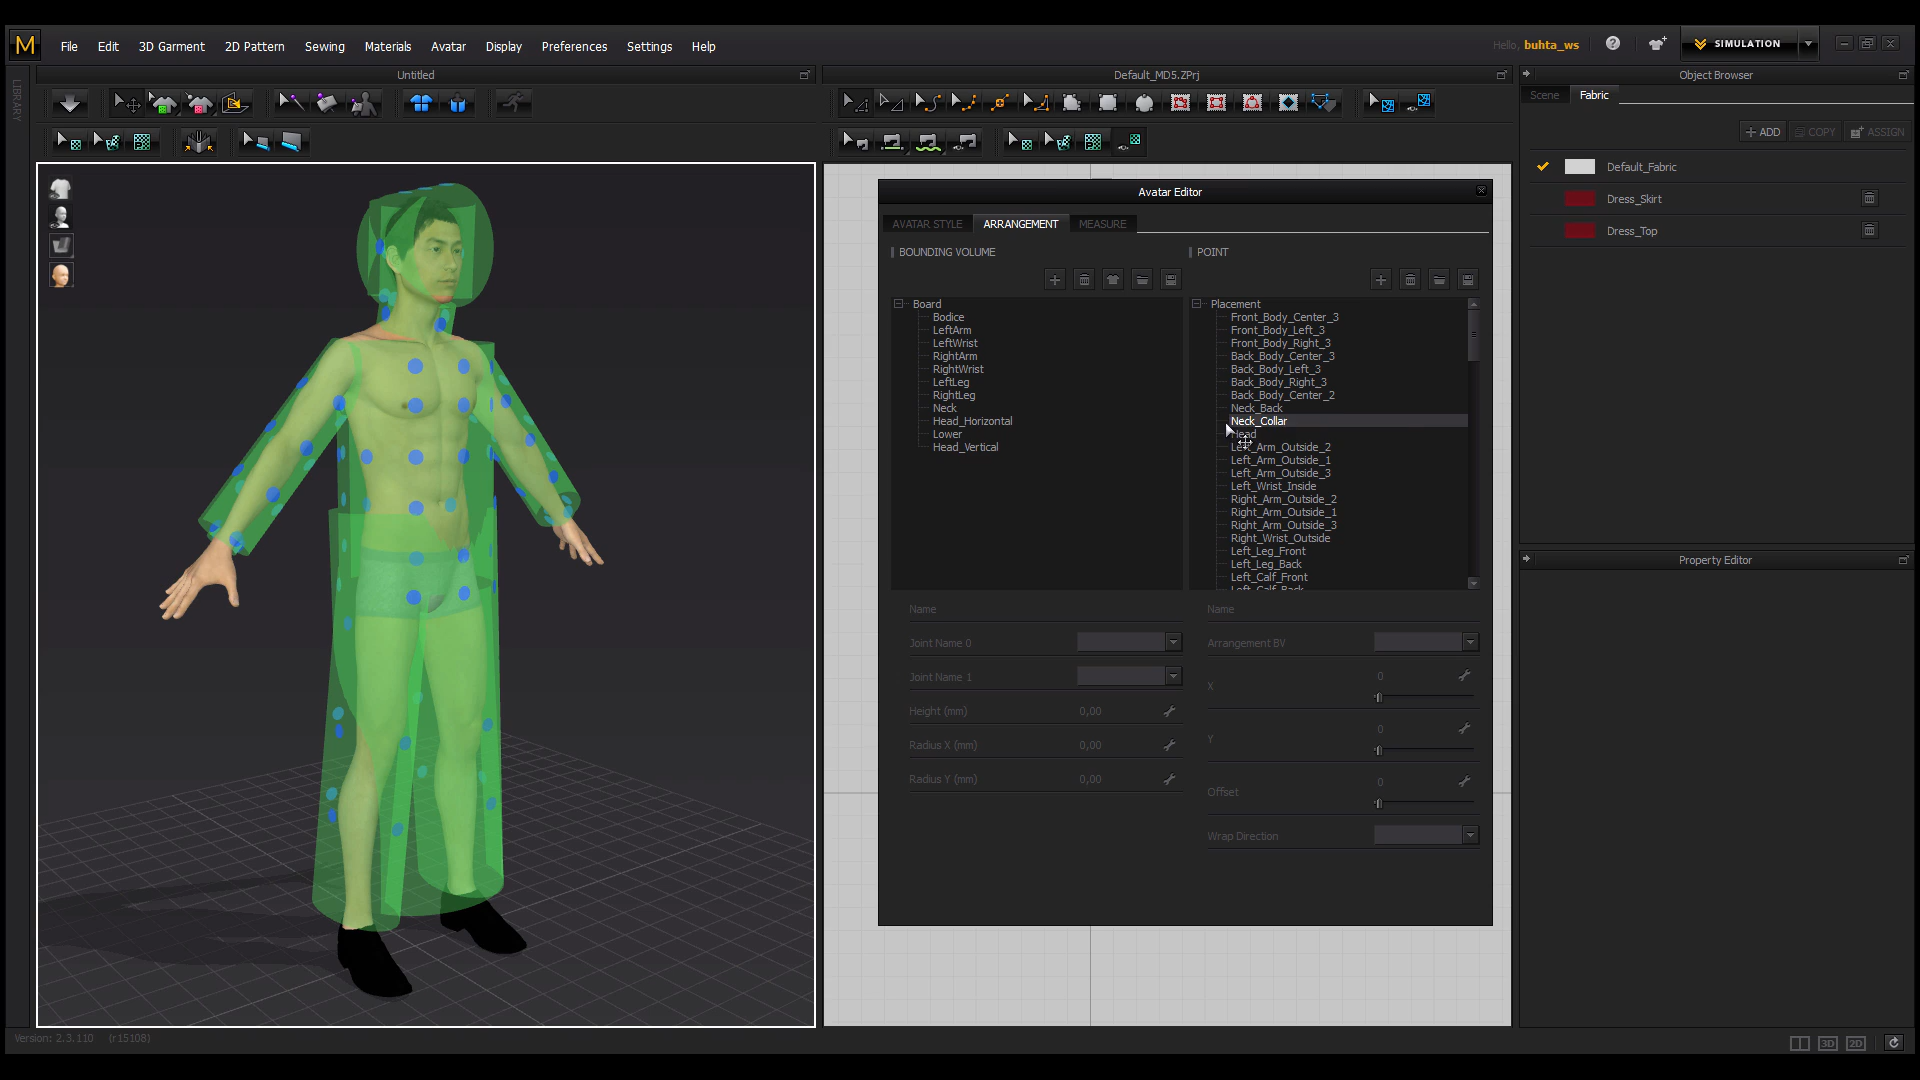 M File Edit 3D Garment 2D Pattern Sewing Materials Avatar Display Preferences Settings Help Hello, buhta_ws ? SIMULATION
LIBRARY
Untitled
Default_MD5.ZPrj
Object Browser
Scene Fabric
+ ADD COPY ASSIGN
Default_Fabric
Dress_Skirt
Dress_Top
Property Editor
Avatar Editor
AVATAR STYLE ARRANGEMENT MEASURE
BOUNDING VOLUME
Board
Bodice
LeftArm
LeftWrist
RightArm
RightWrist
LeftLeg
RightLeg
Neck
Head_Horizontal
Lower
Head_Vertical
Name
Joint Name 0
Joint Name 1
Height (mm) 0,00
Radius X (mm) 0,00
Radius Y (mm) 0,00
POINT
Placement
Front_Body_Center_3
Front_Body_Left_3
Front_Body_Right_3
Back_Body_Center_3
Back_Body_Left_3
Back_Body_Right_3
Back_Body_Center_2
Neck_Back
Neck_Collar
Head
Left_Arm_Outside_2
Left_Arm_Outside_1
Left_Arm_Outside_3
Left_Wrist_Inside
Right_Arm_Outside_2
Right_Arm_Outside_1
Right_Arm_Outside_3
Right_Wrist_Outside
Left_Leg_Front
Left_Leg_Back
Left_Calf_Front
Left_Calf_Back
Name
Arrangement BV
X 0
Y 0
Offset 0
Wrap Direction
Version: 2.3.110 (r15108)
3D 2D